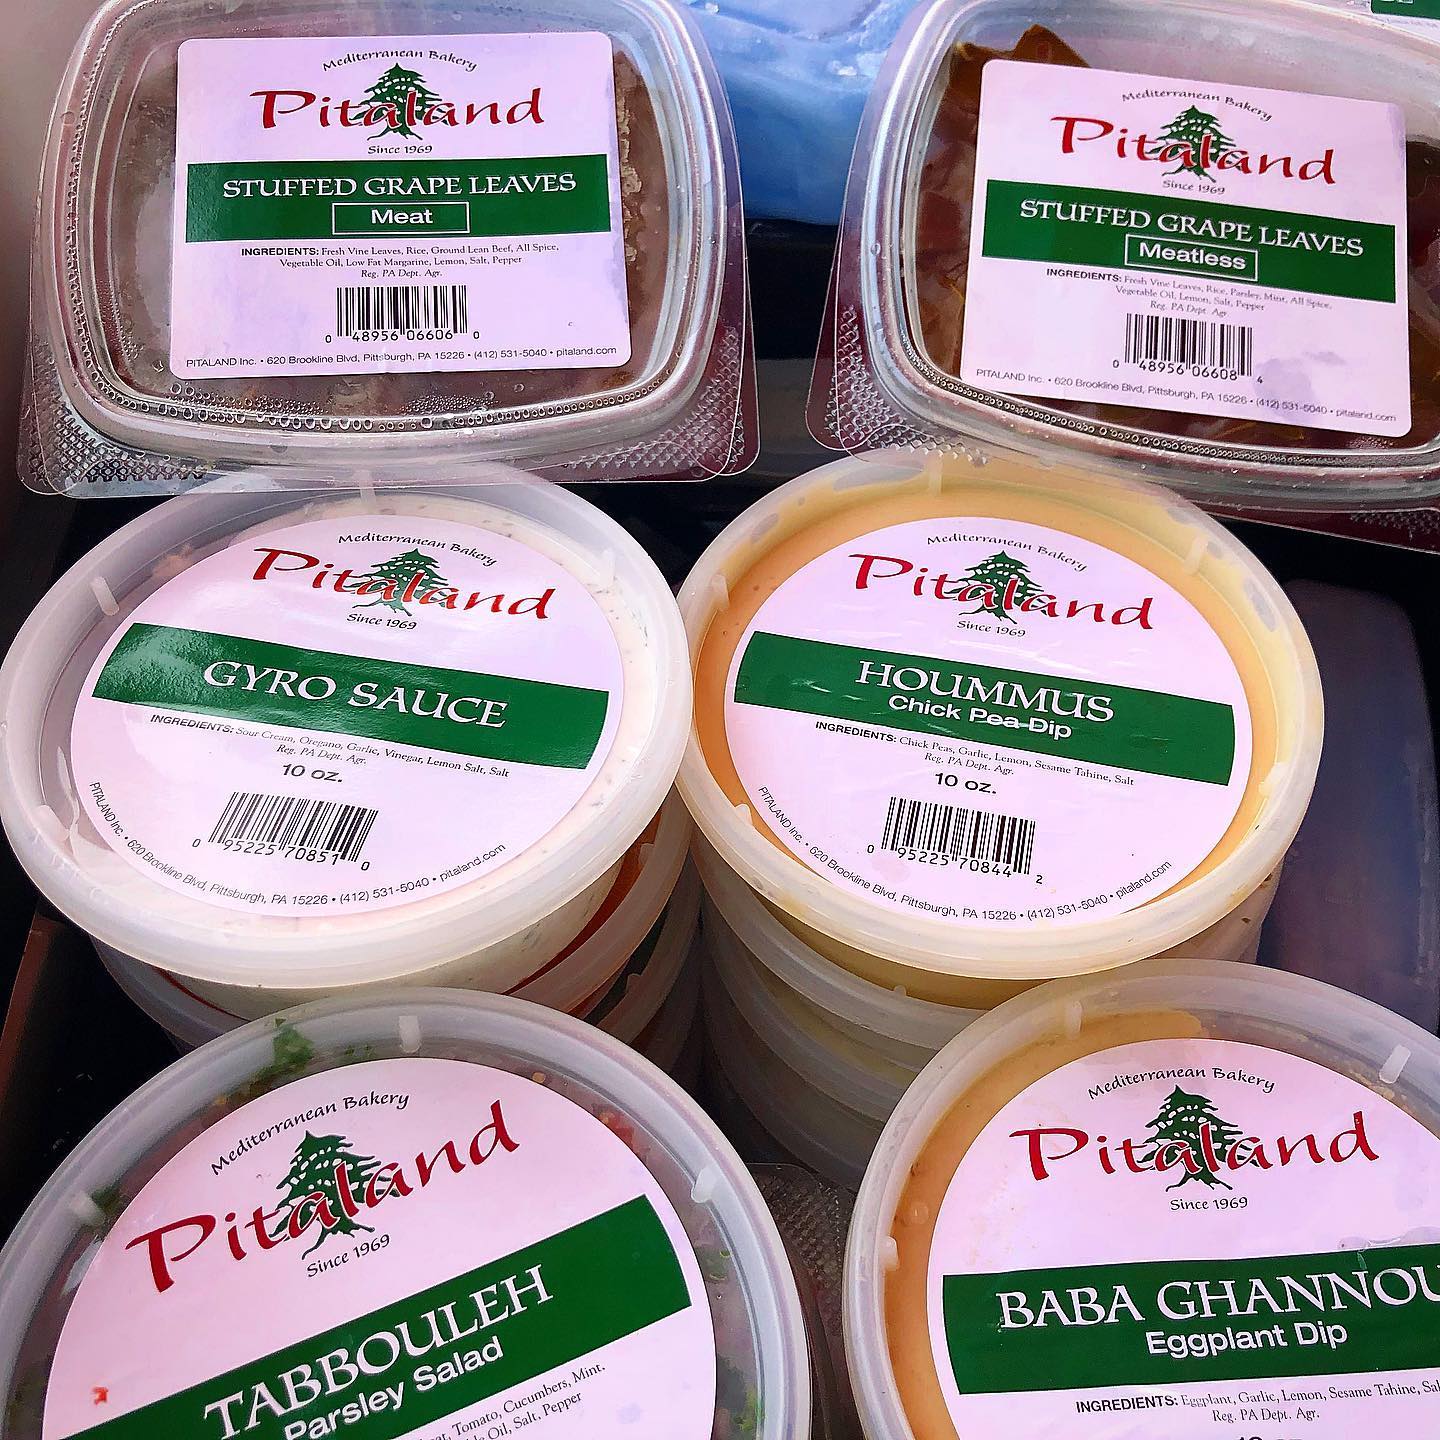 Mediterranean Bakery
Pitaland
Since 1969
STUFFED GRAPE LEAVES
Meat
INGREDIENTS: Fresh Vine Leaves, Rice, Ground Lean Beef, All Spice,
Vegetable Oil, Low Fat Margarine, Lemon, Salt, Pepper
Reg. PA Dept. Agr.
0 48956 06606 0
PITALAND Inc. • 620 Brookline Blvd, Pittsburgh, PA 15226 • (412) 531-5040 • pitaland.com
Mediterranean Bakery
Pitaland
Since 1969
STUFFED GRAPE LEAVES
Meatless
INGREDIENTS: Fresh Vine Leaves, Rice, Parsley, Mint, All Spice,
Vegetable Oil, Lemon, Salt, Pepper
Reg. PA Dept. Agr.
0 48956 06608 4
PITALAND Inc. • 620 Brookline Blvd, Pittsburgh, PA 15226 • (412) 531-5040 • pitaland.com
Mediterranean Bakery
Pitaland
Since 1969
GYRO SAUCE
INGREDIENTS: Sour Cream, Oregano, Garlic, Vinegar, Lemon Salt, Salt
Reg. PA Dept. Agr.
10 oz.
0 95225 70851 0
PITALAND Inc. • 620 Brookline Blvd, Pittsburgh, PA 15226 • (412) 531-5040 • pitaland.com
Mediterranean Bakery
Pitaland
Since 1969
HOUMMUS
Chick Pea Dip
INGREDIENTS: Chick Peas, Garlic, Lemon, Sesame Tahine, Salt
Reg. PA Dept. Agr.
10 oz.
0 95225 70844 2
PITALAND Inc. • 620 Brookline Blvd, Pittsburgh, PA 15226 • (412) 531-5040 • pitaland.com
Mediterranean Bakery
Pitaland
Since 1969
TABBOULEH
Parsley Salad
Tomato, Cucumbers, Mint,
Oil, Salt, Pepper
Mediterranean Bakery
Pitaland
Since 1969
BABA GHANNOU
Eggplant Dip
INGREDIENTS: Eggplant, Garlic, Lemon, Sesame Tahine, Sal
Reg. PA Dept. Agr.